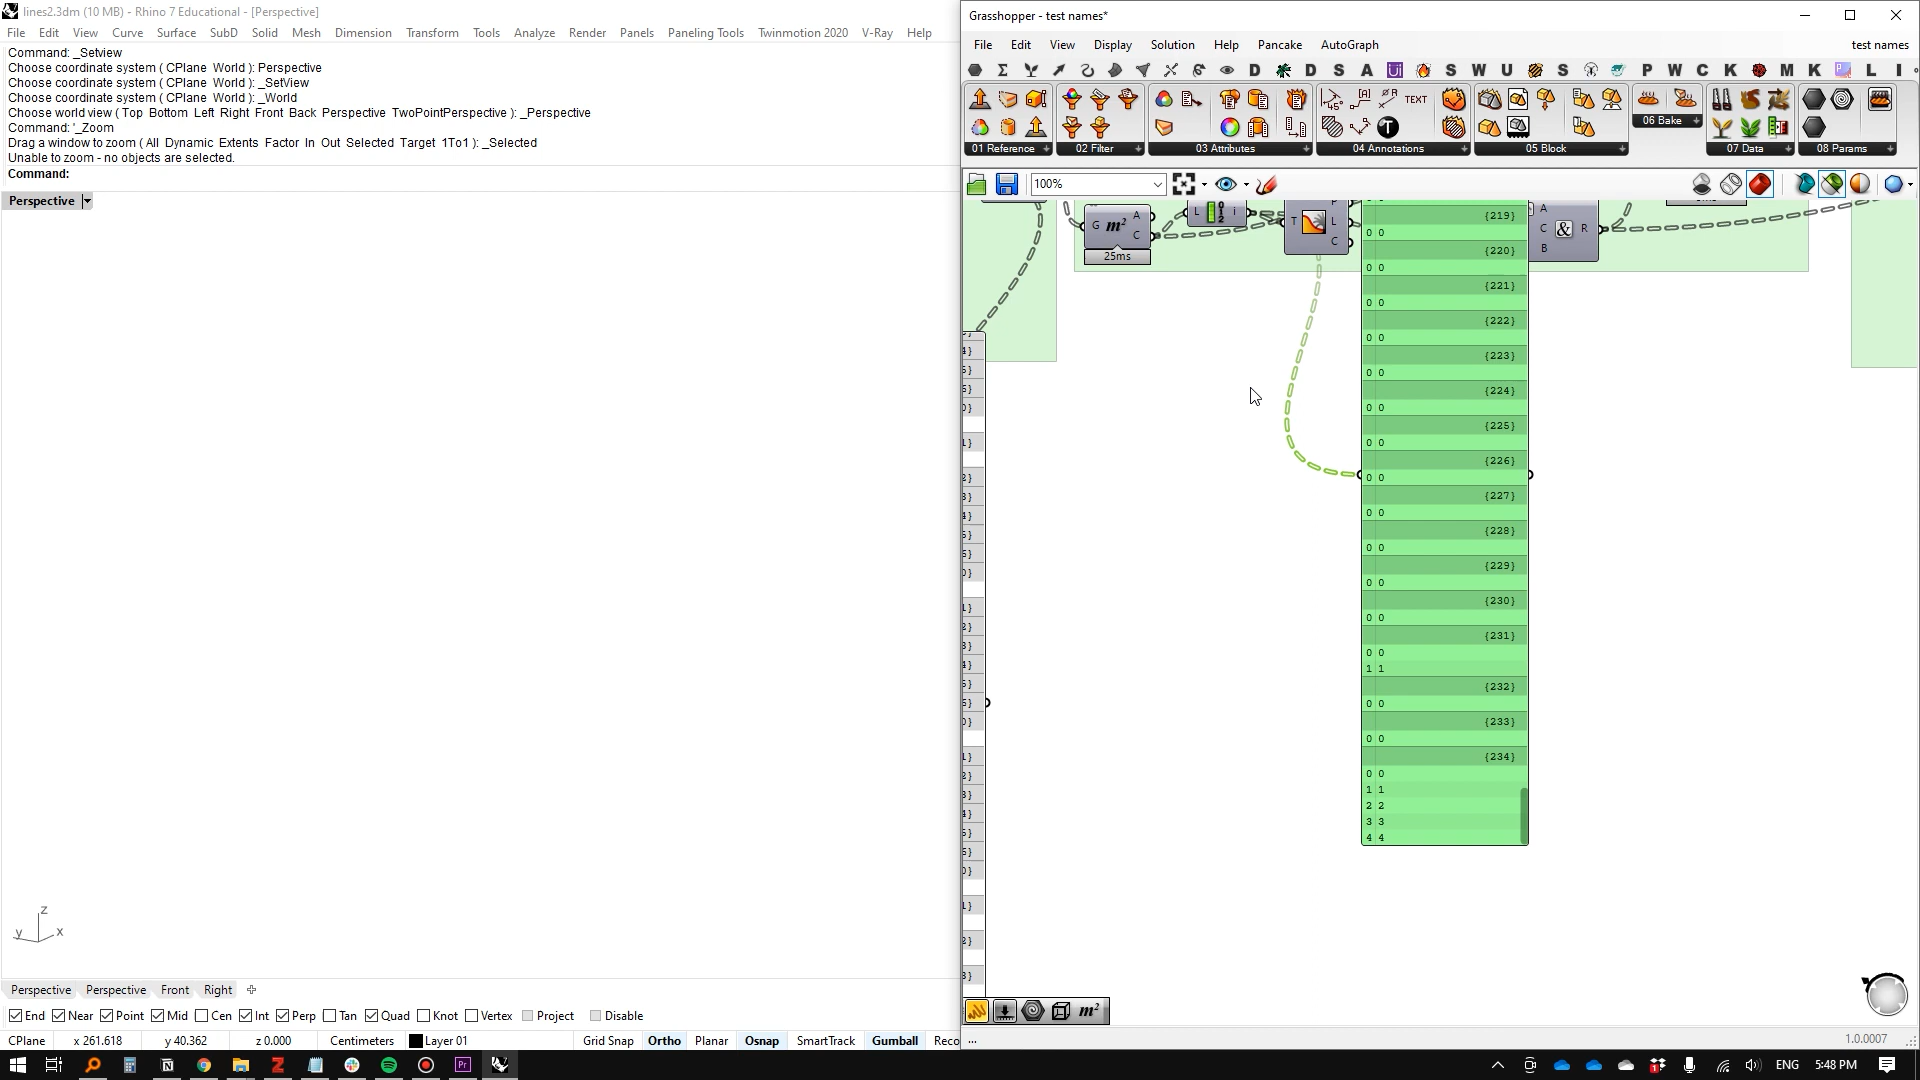 lines2.3dm (10 MB) - Rhino 7 Educational - [Perspective]
File Edit View Curve Surface SubD Solid Mesh Dimension Transform Tools Analyze Render Panels Paneling Tools Twinmotion 2020 V-Ray Help
Command: _Setview
Choose coordinate system ( CPlane World ): Perspective
Choose coordinate system ( CPlane World ): _SetView
Choose coordinate system ( CPlane World ): _World
Choose world view ( Top Bottom Left Right Front Back Perspective TwoPointPerspective ): _Perspective
Command: '_Zoom
Drag a window to zoom ( All Dynamic Extents Factor In Out Selected Target 1To1 ): _Selected
Unable to zoom - no objects are selected.
Command:
Perspective
z
y x
Perspective Perspective Front Right
End Near Point Mid Cen Int Perp Tan Quad Knot Vertex Project Disable
CPlane x 261.618 y 40.362 z 0.000 Centimeters Layer 01 Grid Snap Ortho Planar Osnap SmartTrack Gumball Reco
Grasshopper - test names*
File Edit View Display Solution Help Pancake AutoGraph test names
D D S A Uj S W U S P W C K M K L I
TEXT
T
01 Reference 02 Filter 03 Attributes 04 Annotations 05 Block 06 Bake 07 Data 08 Params
100%
G m² A C
25ms
L i
T L C
A C B & R
{219}
0 0
{220}
0 0
{221}
0 0
{222}
0 0
{223}
0 0
{224}
0 0
{225}
0 0
{226}
0 0
{227}
0 0
{228}
0 0
{229}
0 0
{230}
0 0
{231}
0 0
1 1
{232}
0 0
{233}
0 0
{234}
0 0
1 1
2 2
3 3
4 4
m²
... 1.0.0007
Pr
ENG 5:48 PM